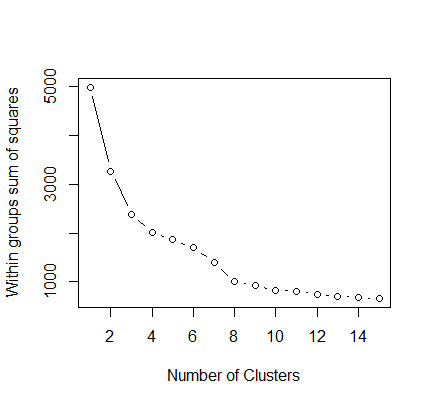 Within groups sum of squares
5000
3000
1000
2 4 6 8 10 12 14
Number of Clusters